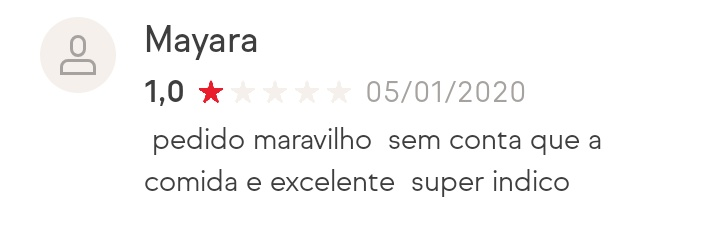 Mayara
1,0 05/01/2020
pedido maravilho sem conta que a
comida e excelente super indico